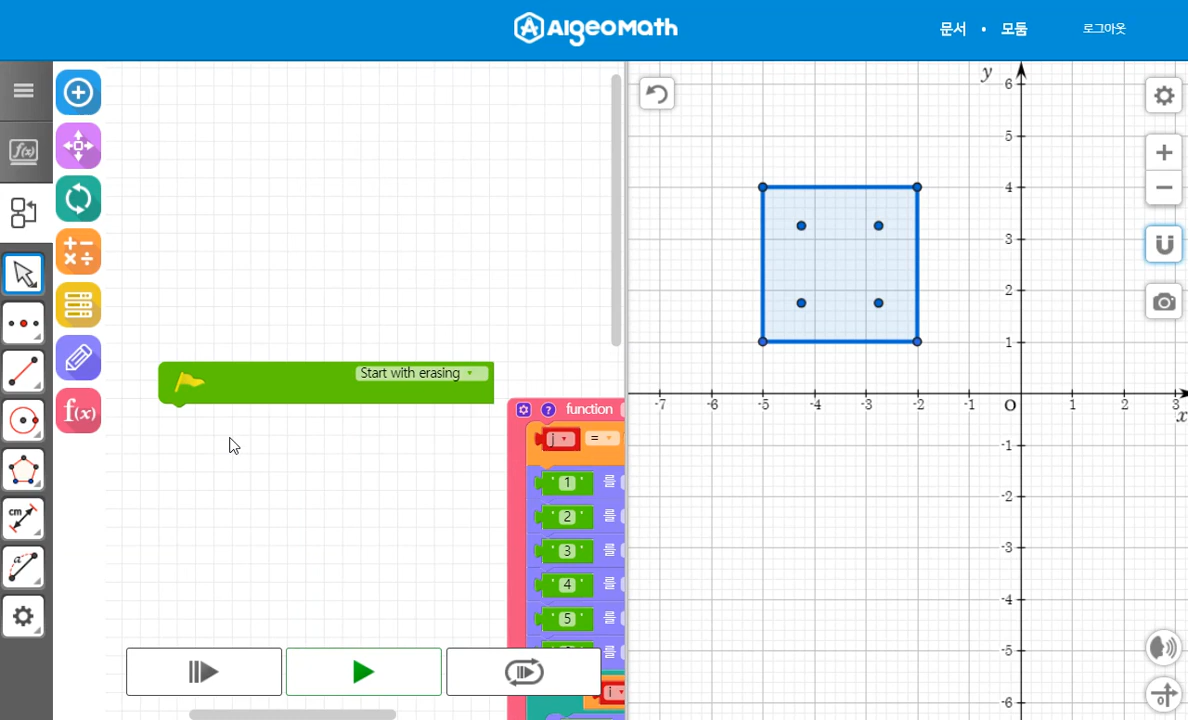 AlgeoMath
문서 • 모둠
로그아웃
f(x)
Start with erasing
f(x)
? function
j =
' 1 ' 를
' 2 ' 를
' 3 ' 를
' 4 ' 를
' 5 ' 를
i
cm
a
y
6
5
4
3
2
1
-7 -6 -5 -4 -3 -2 -1 O 1 2 3
x
-1
-2
-3
-4
-5
-6